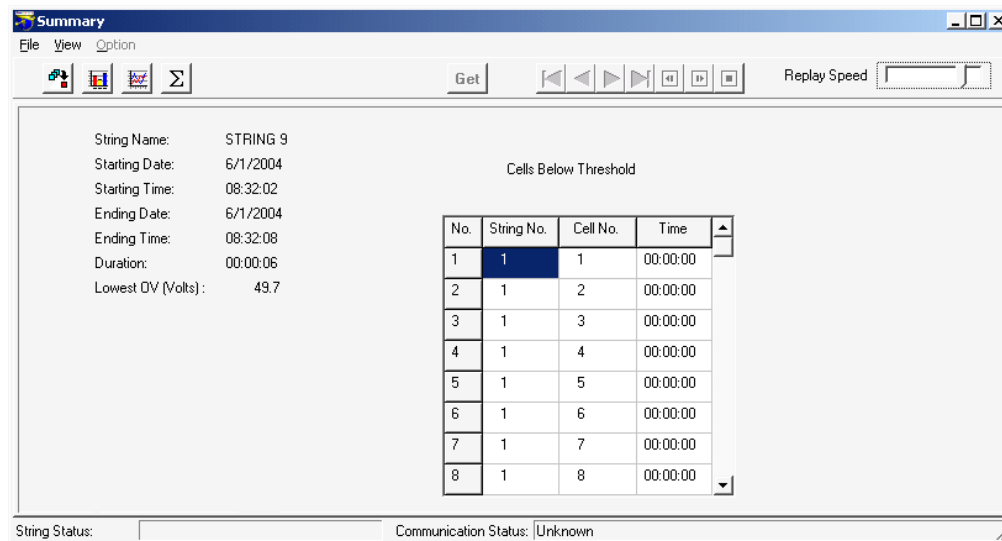 Summary
File View Option
Σ Get Replay Speed
String Name: STRING 9
Starting Date: 6/1/2004
Starting Time: 08:32:02
Ending Date: 6/1/2004
Ending Time: 08:32:08
Duration: 00:00:06
Lowest OV (Volts) : 49.7
Cells Below Threshold
No. String No. Cell No. Time
1 1 1 00:00:00
2 1 2 00:00:00
3 1 3 00:00:00
4 1 4 00:00:00
5 1 5 00:00:00
6 1 6 00:00:00
7 1 7 00:00:00
8 1 8 00:00:00
String Status: Communication Status: Unknown